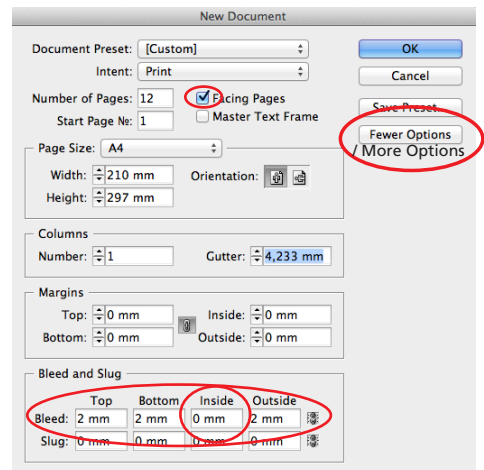 New Document
Document Preset: [Custom]
OK
Intent: Print
Cancel
Number of Pages: 12 Facing Pages
Save Preset...
Start Page №: 1 Master Text Frame
Fewer Options
/ More Options
Page Size: A4
Width: 210 mm Orientation:
Height: 297 mm
Columns
Number: 1 Gutter: 4,233 mm
Margins
Top: 0 mm Inside: 0 mm
Bottom: 0 mm Outside: 0 mm
Bleed and Slug
Top Bottom Inside Outside
Bleed: 2 mm 2 mm 0 mm 2 mm
Slug: 0 mm 0 mm 0 mm 0 mm